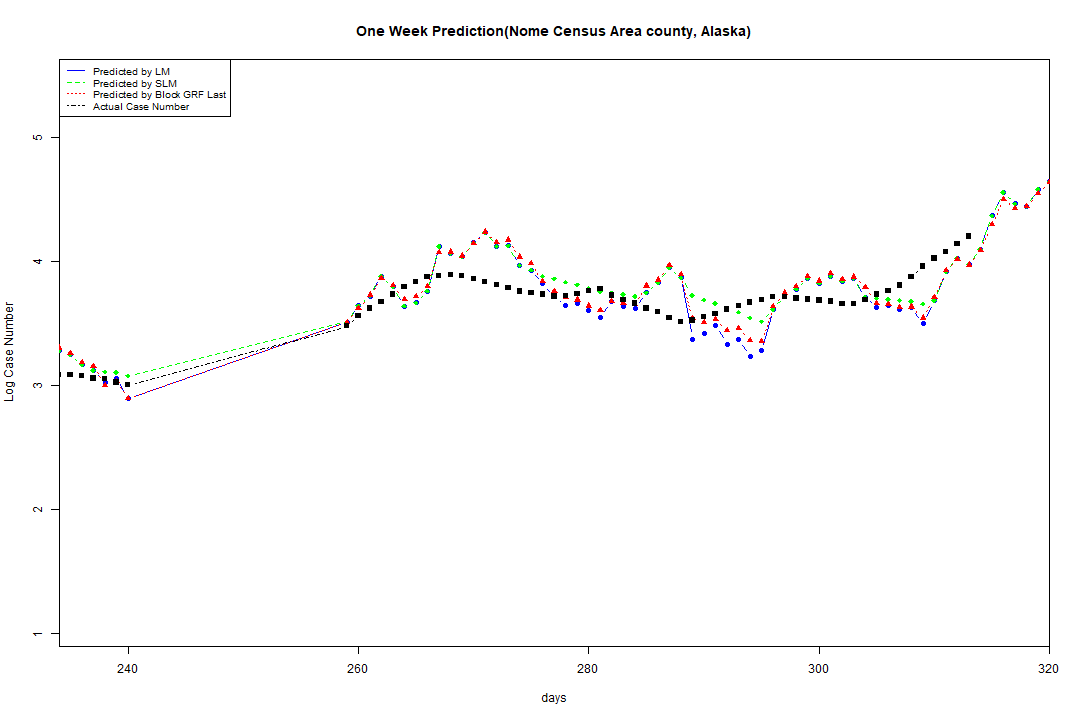 One Week Prediction(Nome Census Area county, Alaska)
Predicted by LM
Predicted by SLM
Predicted by Block GRF Last
Actual Case Number
5
4
3
2
1
Log Case Number
240 260 280 300 320
days